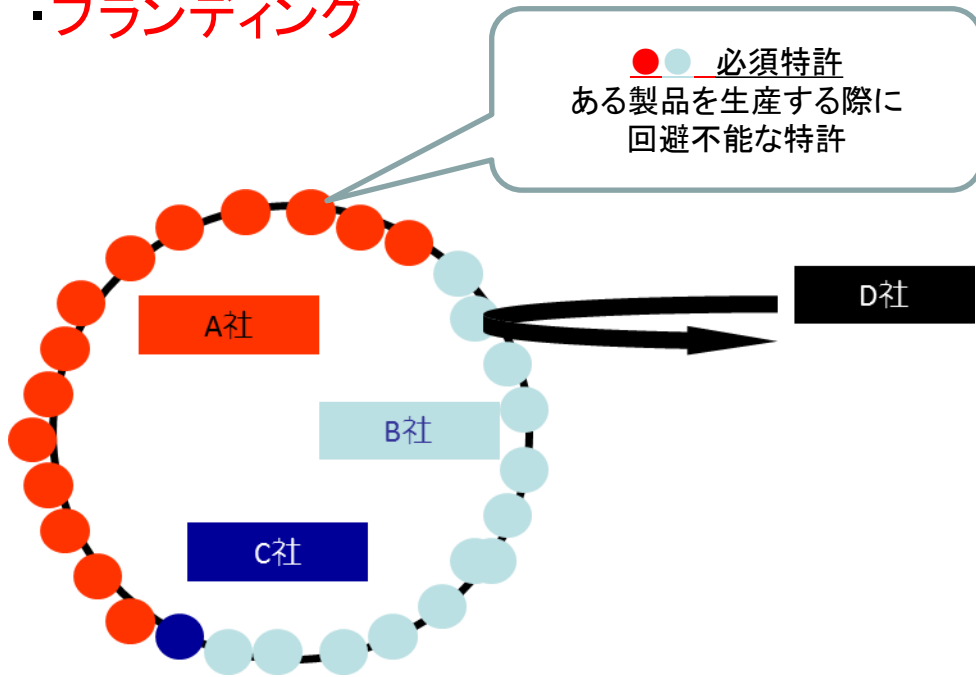 ・ブランディング
必須特許
ある製品を生産する際に
回避不能な特許
D社
A社
B社
C社